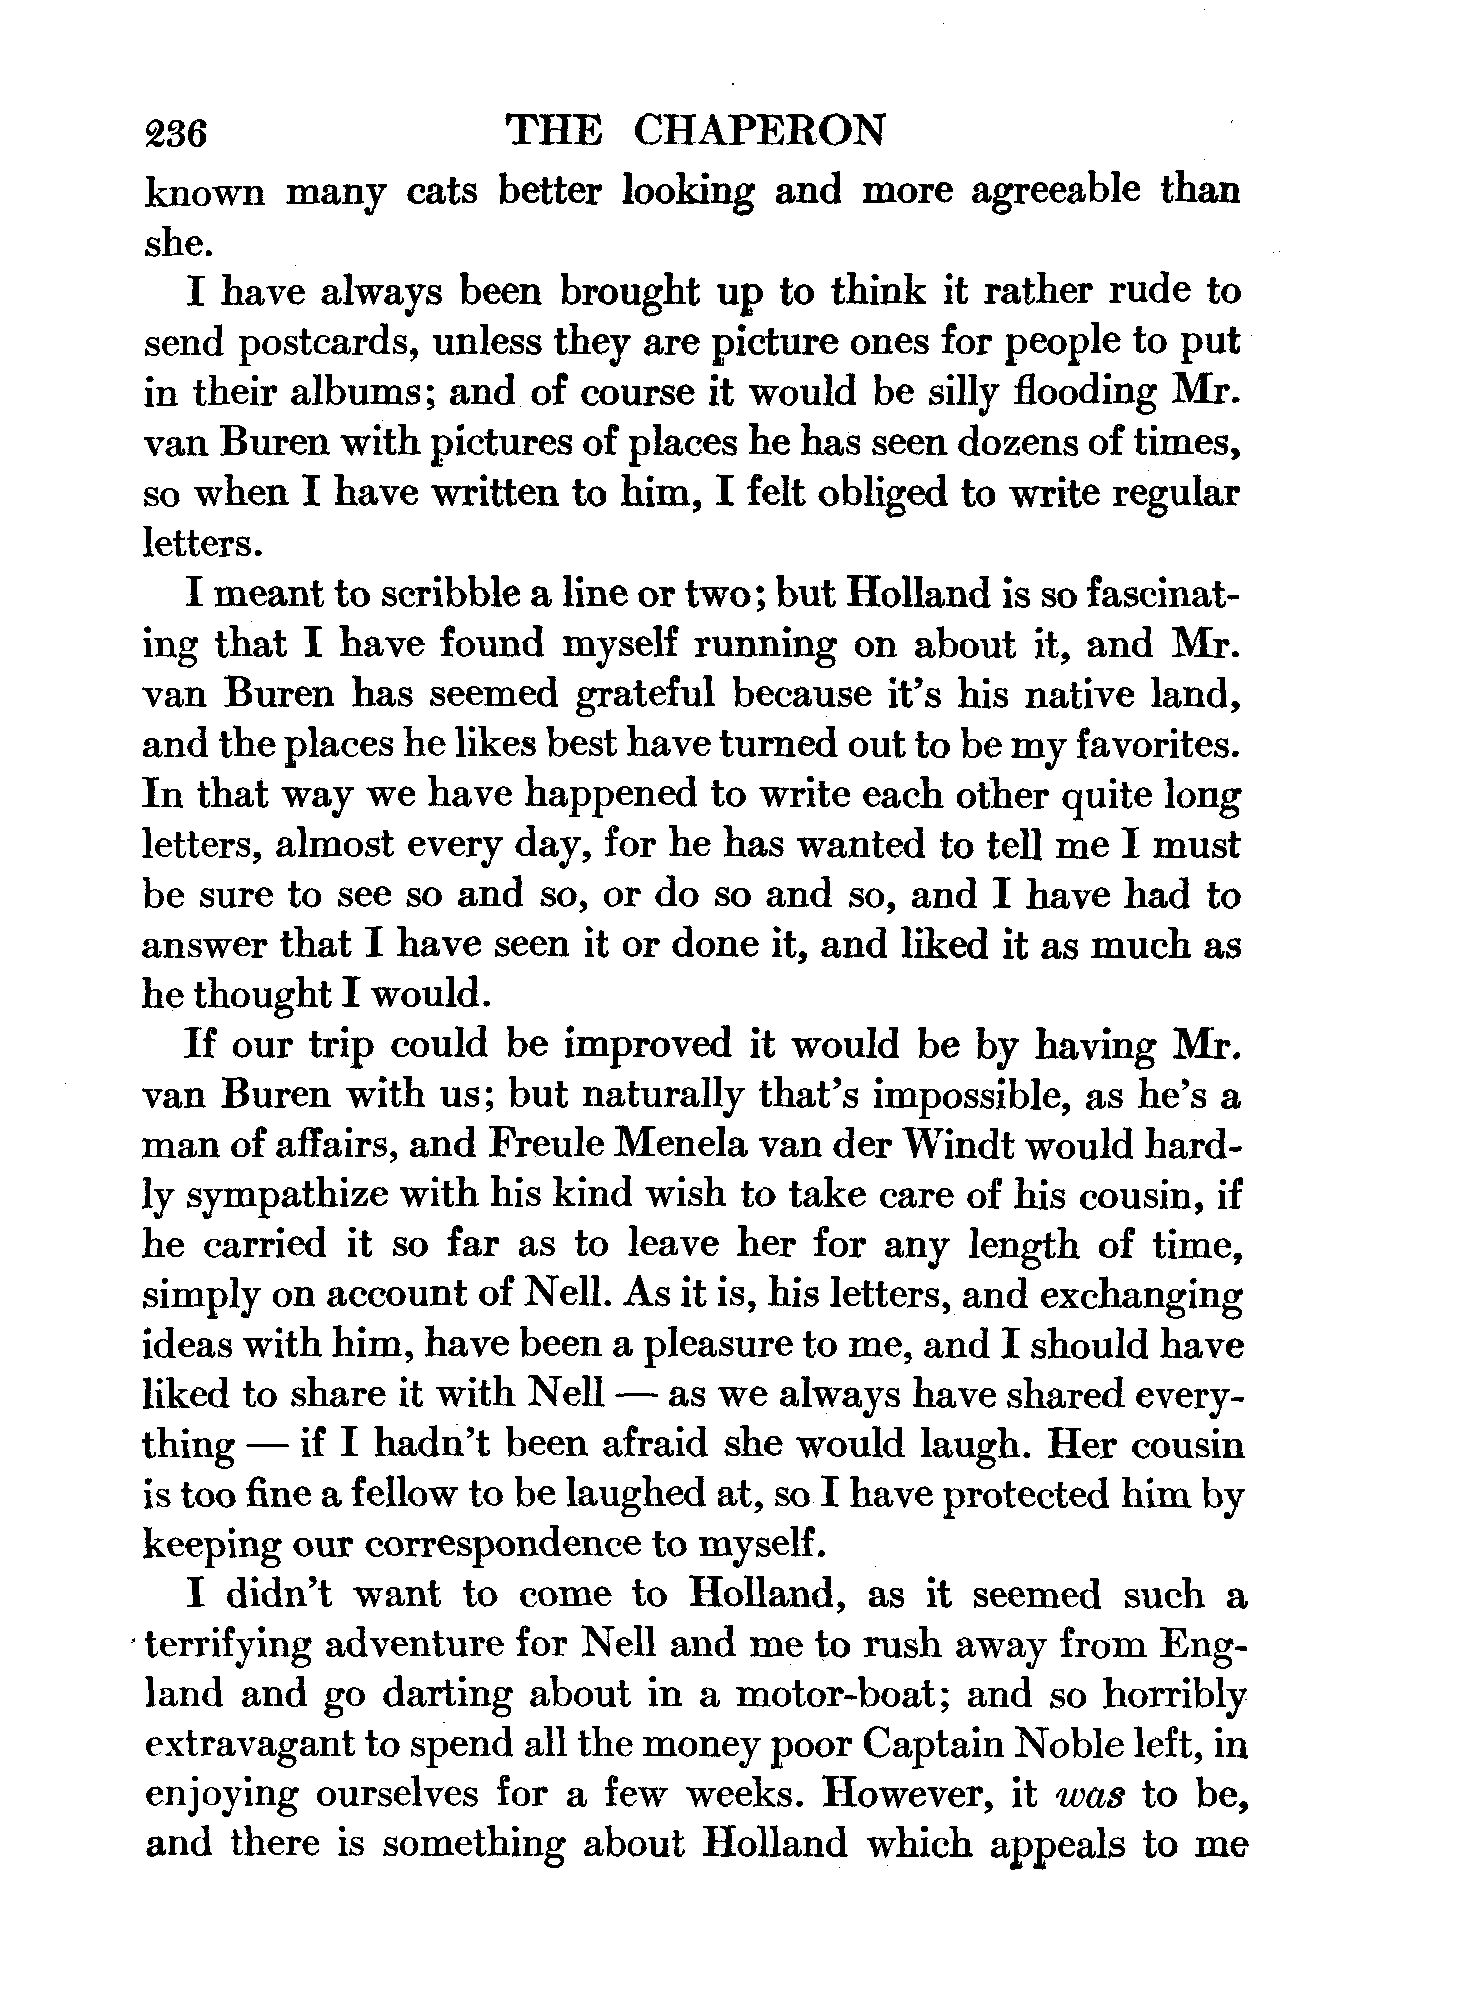 236 THE CHAPERON
known many cats better looking and more agreeable than
she.
I have always been brought up to think it rather rude to
send postcards, unless they are picture ones for people to put
in their albums; and of course it would be silly flooding Mr.
van Buren with pictures of places he has seen dozens of times,
so when I have written to him, I felt obliged to write regular
letters.
I meant to scribble a line or two; but Holland is so fascinat-
ing that I have found myself running on about it, and Mr.
van Buren has seemed grateful because it's his native land,
and the places he likes best have turned out to be my favorites.
In that way we have happened to write each other quite long
letters, almost every day, for he has wanted to tell me I must
be sure to see so and so, or do so and so, and I have had to
answer that I have seen it or done it, and liked it as much as
he thought I would.
If our trip could be improved it would be by having Mr.
van Buren with us; but naturally that's impossible, as he's a
man of affairs, and Freule Menela van der Windt would hard-
ly sympathize with his kind wish to take care of his cousin, if
he carried it so far as to leave her for any length of time,
simply on account of Nell. As it is, his letters, and exchanging
ideas with him, have been a pleasure to me, and I should have
liked to share it with Nell — as we always have shared every-
thing — if I hadn't been afraid she would laugh. Her cousin
is too fine a fellow to be laughed at, so I have protected him by
keeping our correspondence to myself.
I didn't want to come to Holland, as it seemed such a
terrifying adventure for Nell and me to rush away from Eng-
land and go darting about in a motor-boat; and so horribly
extravagant to spend all the money poor Captain Noble left, in
enjoying ourselves for a few weeks. However, it was to be,
and there is something about Holland which appeals to me